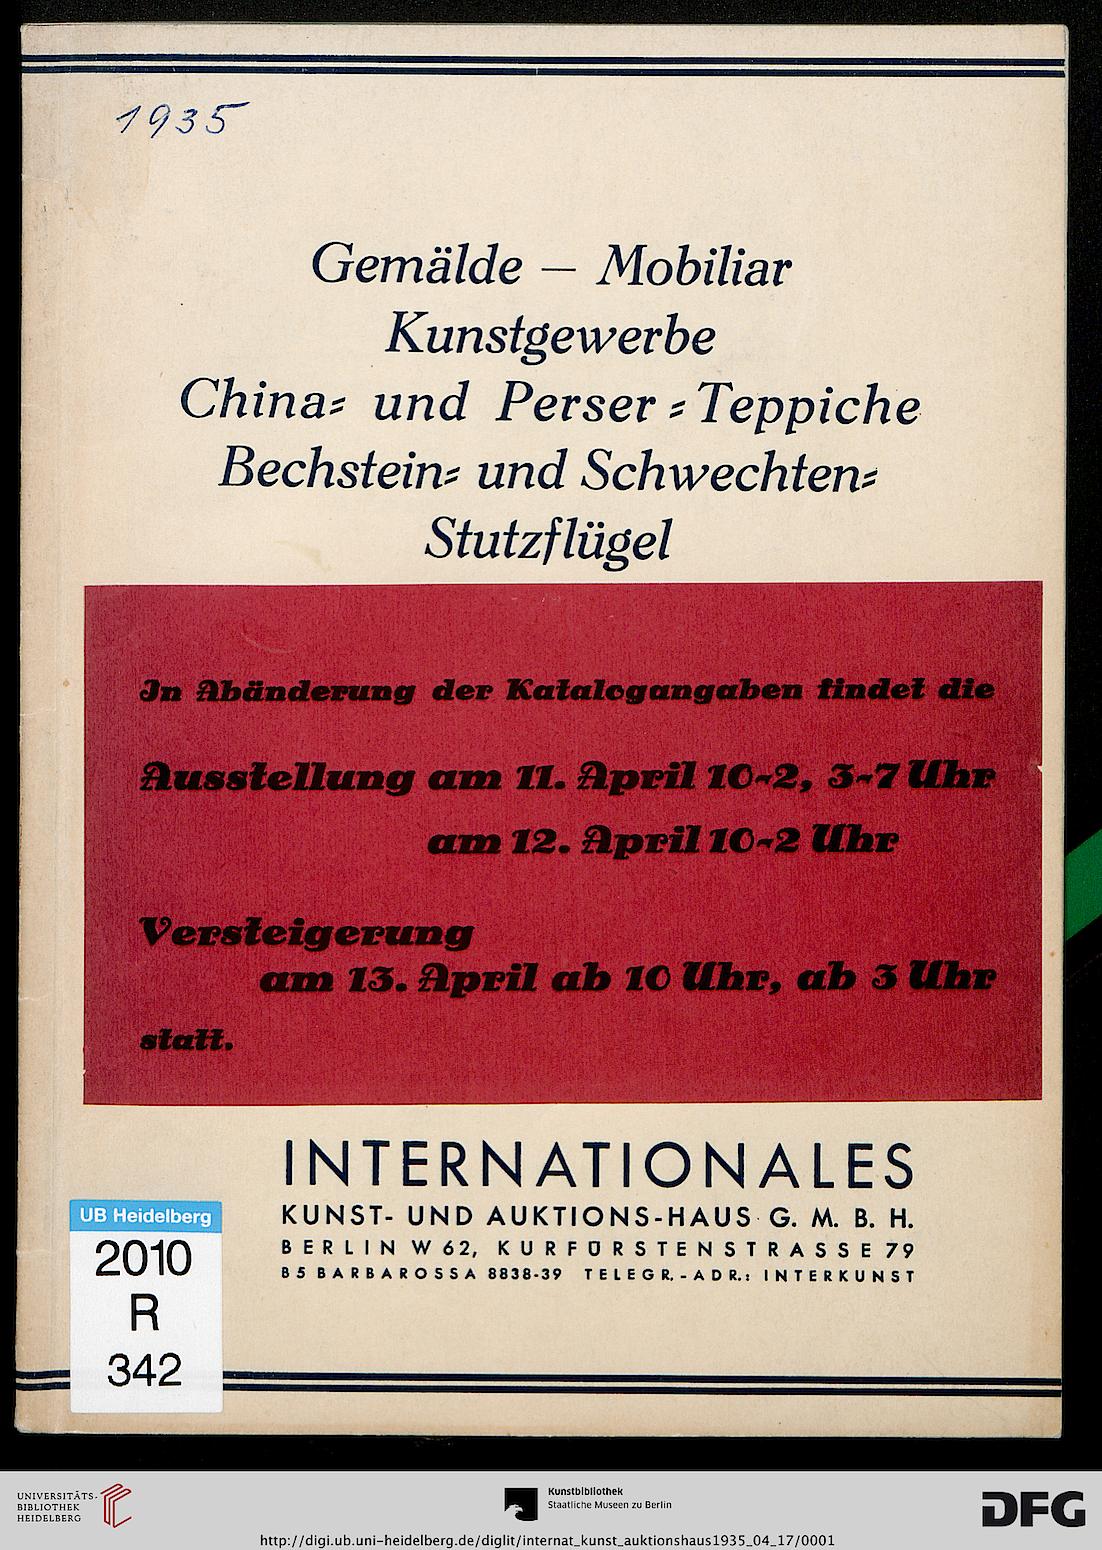 1935
Gemälde – Mobiliar
Kunstgewerbe
China= und Perser=Teppiche
Bechstein= und Schwechten=
Stutzflügel
In Abänderung der Katalogangaben findet die
Ausstellung am 11. April 10-2, 3-7 Uhr
am 12. April 10-2 Uhr
Versteigerung
am 13. April ab 10 Uhr, ab 3 Uhr
statt.
INTERNATIONALES
KUNST- UND AUKTIONS-HAUS G. M. B. H.
BERLIN W 62, KURFÜRSTENSTRASSE 79
B5 BARBAROSSA 8838-39 TELEGR.-ADR.: INTERKUNST
UB Heidelberg
2010
R
342
UNIVERSITÄTS-
BIBLIOTHEK
HEIDELBERG
Kunstbibliothek
Staatliche Museen zu Berlin
DFG
http://digi.ub.uni-heidelberg.de/diglit/internat_kunst_auktionshaus1935_04_17/0001